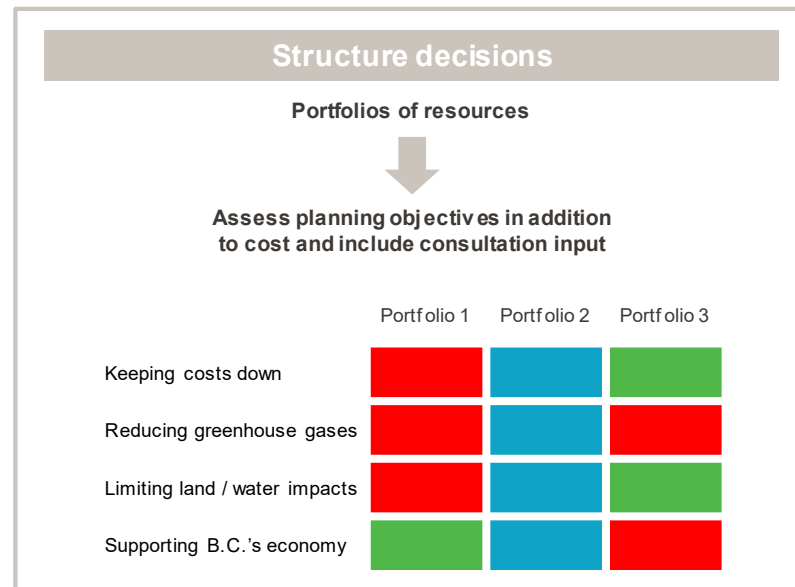 Structure decisions
Portfolios of resources
Assess planning objectives in addition
to cost and include consultation input
Portfolio 1 Portfolio 2 Portfolio 3
Keeping costs down
Reducing greenhouse gases
Limiting land / water impacts
Supporting B.C.'s economy